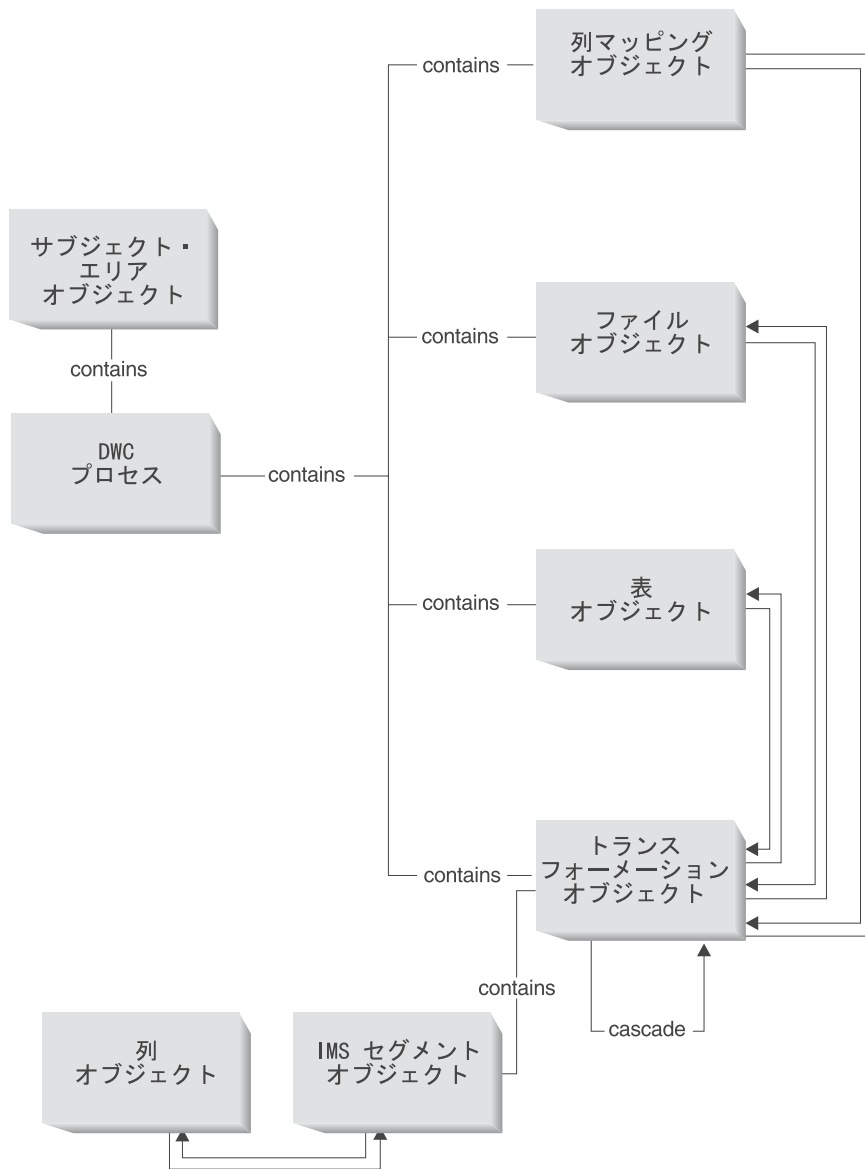 列マッピング
オブジェクト
contains
サブジェクト・
エリア
オブジェクト
contains
ファイル
オブジェクト
contains
DWC
プロセス
contains
contains
表
オブジェクト
contains
トランス
フォーメーション
オブジェクト
contains
cascade
列
オブジェクト
IMS セグメント
オブジェクト